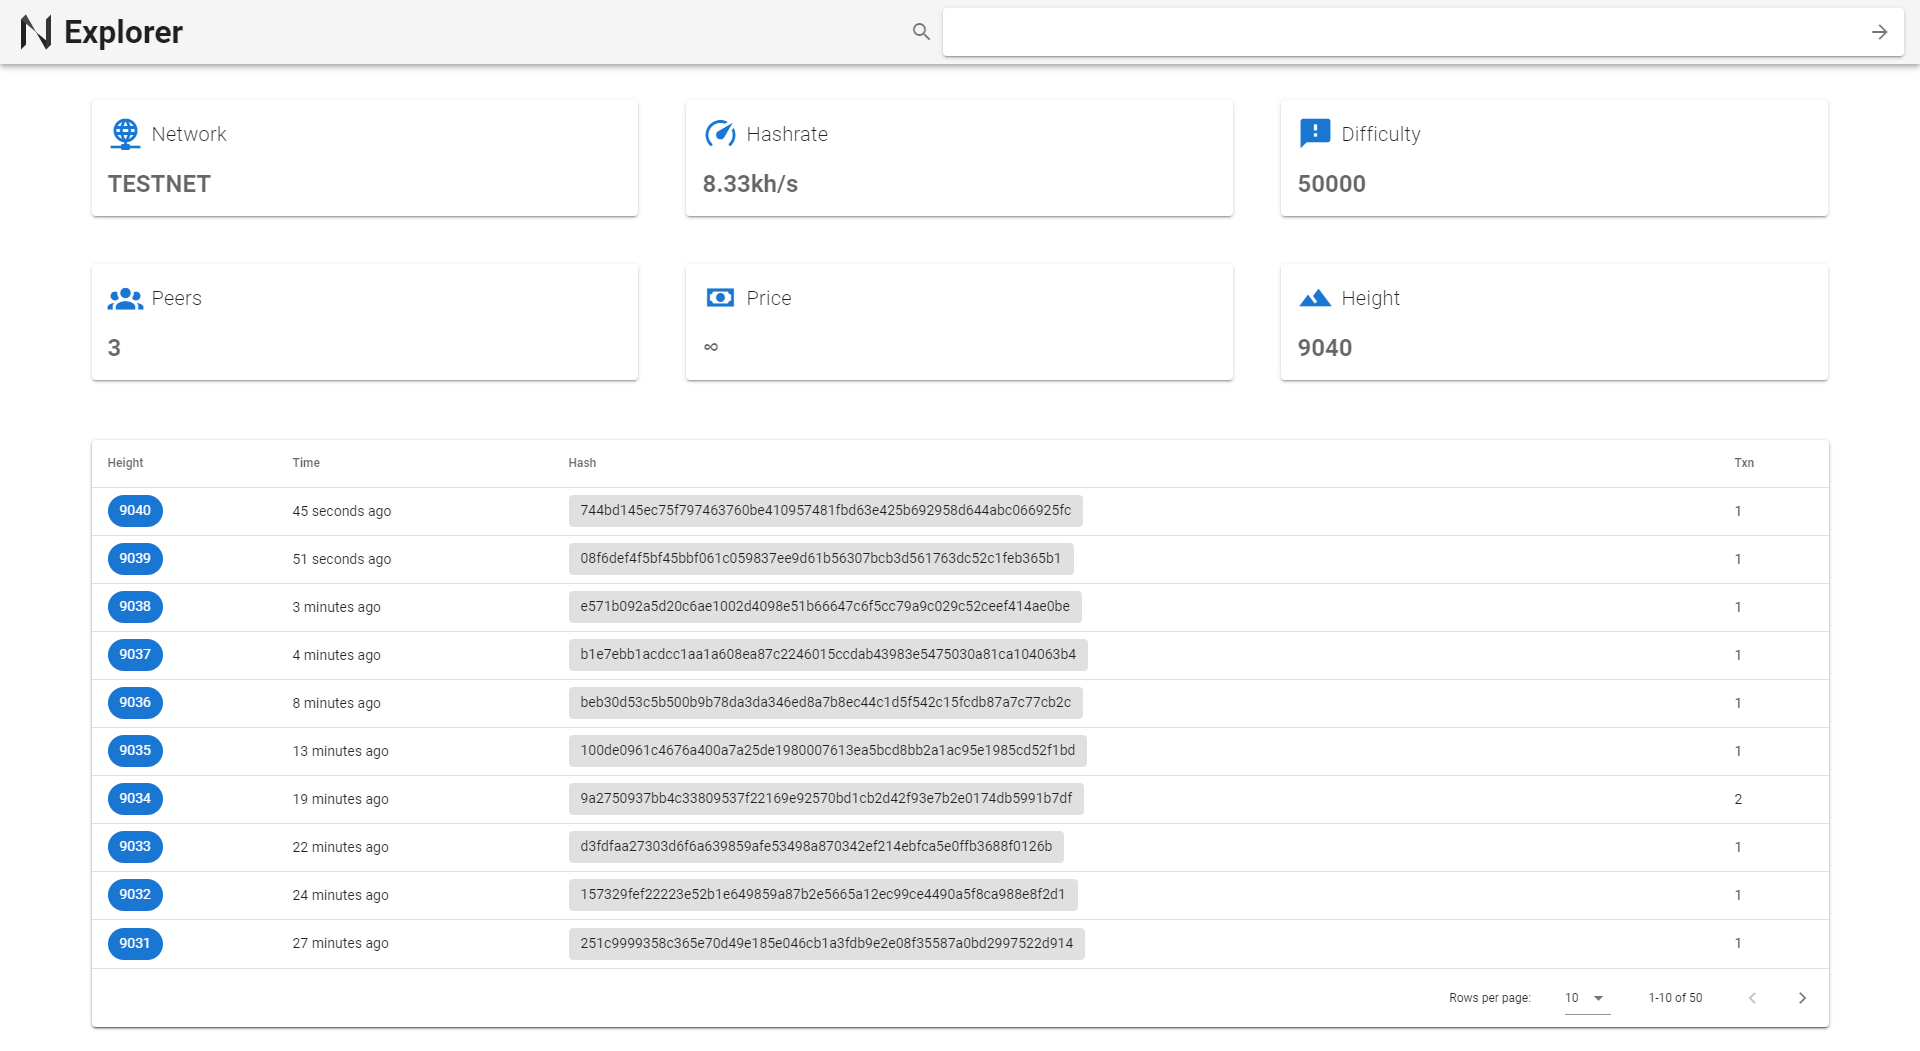 Explorer
Network
TESTNET
Hashrate
8.33kh/s
Difficulty
50000
Peers
3
Price
∞
Height
9040
Height Time Hash Txn
9040 45 seconds ago 744bd145ec75f797463760be410957481fbd63e425b692958d644abc066925fc 1
9039 51 seconds ago 08f6def4f5bf45bbf061c059837ee9d61b56307bcb3d561763dc52c1feb365b1 1
9038 3 minutes ago e571b092a5d20c6ae1002d4098e51b66647c6f5cc79a9c029c52ceef414ae0be 1
9037 4 minutes ago b1e7ebb1acdcc1aa1a608ea87c2246015ccdab43983e5475030a81ca104063b4 1
9036 8 minutes ago beb30d53c5b500b9b78da3da346ed8a7b8ec44c1d5f542c15fcdb87a7c77cb2c 1
9035 13 minutes ago 100de0961c4676a400a7a25de1980007613ea5bcd8bb2a1ac95e1985cd52f1bd 1
9034 19 minutes ago 9a2750937bb4c33809537f22169e92570bd1cb2d42f93e7b2e0174db5991b7df 2
9033 22 minutes ago d3fdfaa27303d6f6a639859afe53498a870342ef214ebfca5e0ffb3688f0126b 1
9032 24 minutes ago 157329fef22223e52b1e649859a87b2e5665a12ec99ce4490a5f8ca988e8f2d1 1
9031 27 minutes ago 251c9999358c365e70d49e185e046cb1a3fdb9e2e08f35587a0bd2997522d914 1
Rows per page: 10 1-10 of 50